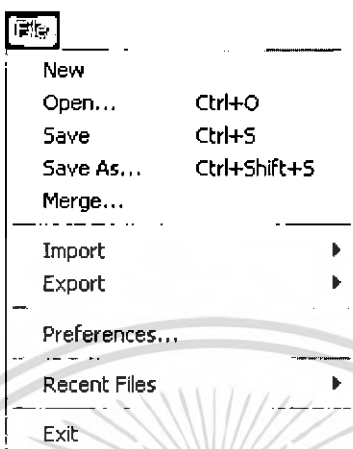 File
New
Open... Ctrl+O
Save Ctrl+S
Save As... Ctrl+Shift+S
Merge...
Import
Export
Preferences...
Recent Files
Exit